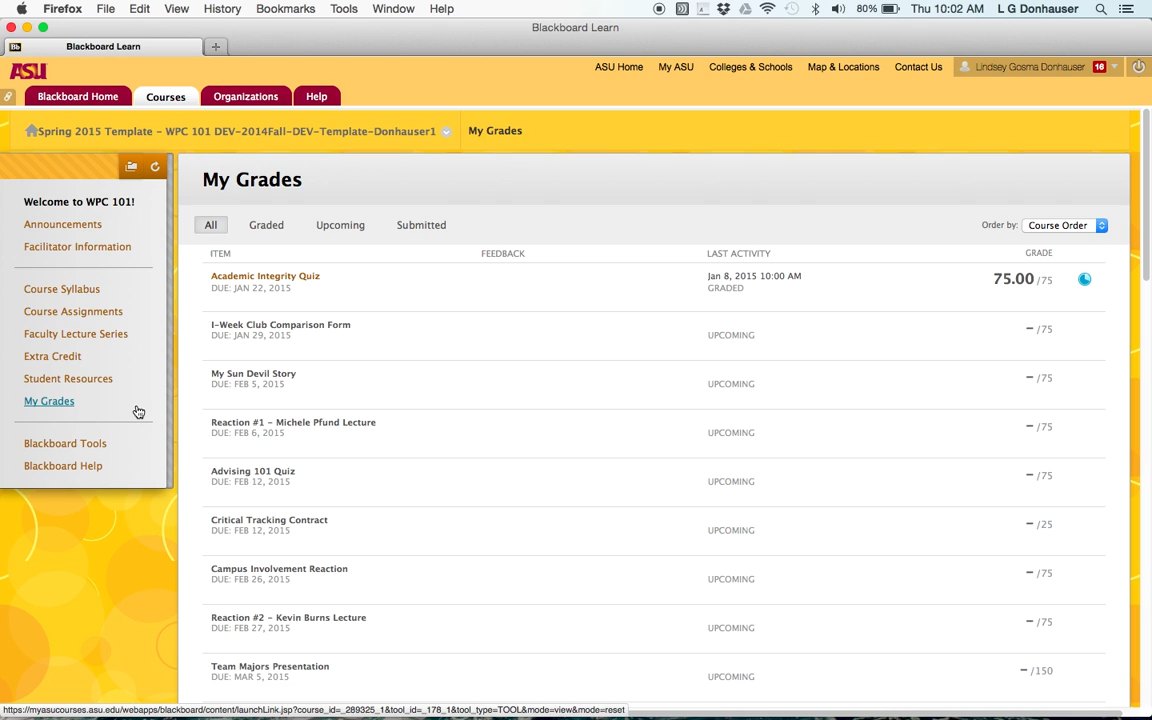 Firefox File Edit View History Bookmarks Tools Window Help 80% Thu 10:02 AM L G Donhauser
Blackboard Learn
Bb Blackboard Learn +
ASU ASU Home My ASU Colleges & Schools Map & Locations Contact Us Lindsey Gosma Donhauser 16
Blackboard Home Courses Organizations Help
Spring 2015 Template - WPC 101 DEV-2014Fall-DEV-Template-Donhauser1 My Grades
Welcome to WPC 101!
Announcements
Facilitator Information
Course Syllabus
Course Assignments
Faculty Lecture Series
Extra Credit
Student Resources
My Grades
Blackboard Tools
Blackboard Help
My Grades
All Graded Upcoming Submitted Order by: Course Order
ITEM FEEDBACK LAST ACTIVITY GRADE
Academic Integrity Quiz Jan 8, 2015 10:00 AM 75.00 /75
DUE: JAN 22, 2015 GRADED
I-Week Club Comparison Form
DUE: JAN 29, 2015 UPCOMING - /75
My Sun Devil Story
DUE: FEB 5, 2015 UPCOMING - /75
Reaction #1 - Michele Pfund Lecture
DUE: FEB 6, 2015 UPCOMING - /75
Advising 101 Quiz
DUE: FEB 12, 2015 UPCOMING - /75
Critical Tracking Contract
DUE: FEB 12, 2015 UPCOMING - /25
Campus Involvement Reaction
DUE: FEB 26, 2015 UPCOMING - /75
Reaction #2 - Kevin Burns Lecture
DUE: FEB 27, 2015 UPCOMING - /75
Team Majors Presentation
DUE: MAR 5, 2015 UPCOMING - /150
https://myasucourses.asu.edu/webapps/blackboard/content/launchLink.jsp?course_id=_289325_1&tool_id=_178_1&tool_type=TOOL&mode=view&mode=reset